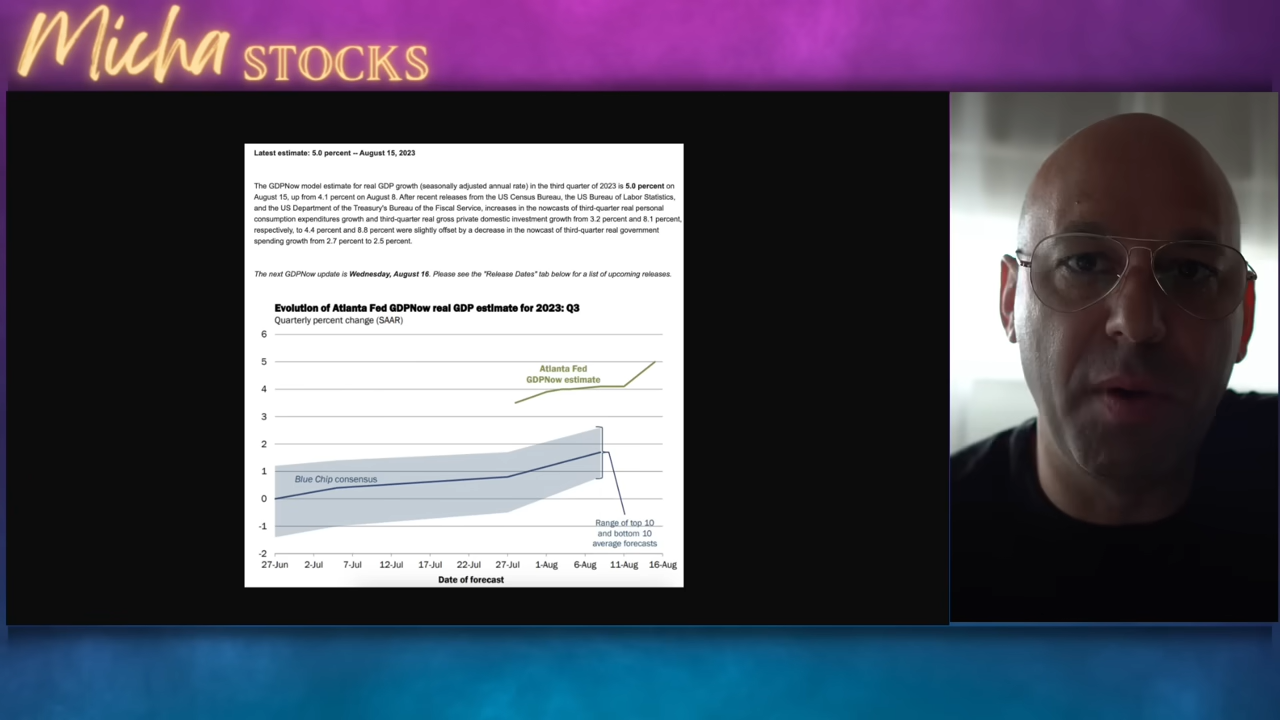 Micha STOCKS
Latest estimate: 5.0 percent -- August 15, 2023
The GDPNow model estimate for real GDP growth (seasonally adjusted annual rate) in the third quarter of 2023 is 5.0 percent on
August 15, up from 4.1 percent on August 8. After recent releases from the US Census Bureau, the US Bureau of Labor Statistics,
and the US Department of the Treasury's Bureau of the Fiscal Service, increases in the nowcasts of third-quarter real personal
consumption expenditures growth and third-quarter real gross private domestic investment growth from 3.2 percent and 8.1 percent,
respectively, to 4.4 percent and 8.8 percent were slightly offset by a decrease in the nowcast of third-quarter real government
spending growth from 2.7 percent to 2.5 percent.
The next GDPNow update is Wednesday, August 16. Please see the "Release Dates" tab below for a list of upcoming releases.
Evolution of Atlanta Fed GDPNow real GDP estimate for 2023: Q3
Quarterly percent change (SAAR)
6
5
Atlanta Fed
GDPNow estimate
4
3
2
1
Blue Chip consensus
0
-1
Range of top 10
and bottom 10
average forecasts
-2
27-Jun 2-Jul 7-Jul 12-Jul 17-Jul 22-Jul 27-Jul 1-Aug 6-Aug 11-Aug 16-Aug
Date of forecast